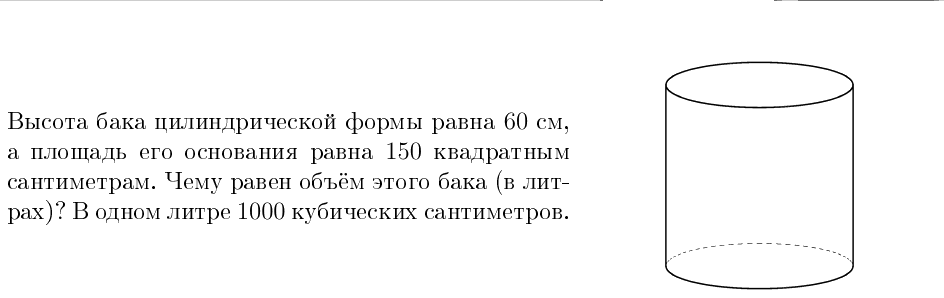 Высота бака цилиндрической формы равна 60 см,
а площадь его основания равна 150 квадратным
сантиметрам. Чему равен объём этого бака (в лит-
рах)? В одном литре 1000 кубических сантиметров.